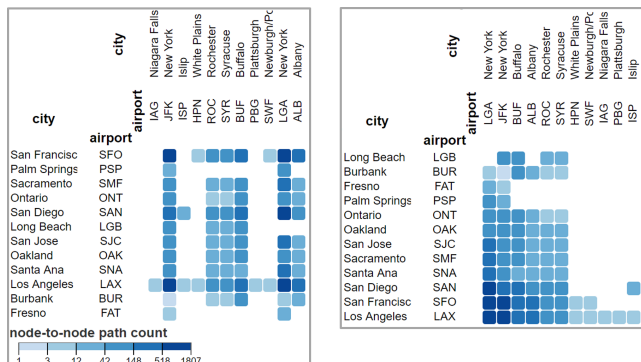 city
Niagara Falls
New York
Islip
White Plains
Rochester
Syracuse
Buffalo
Plattsburgh
Newburgh/Po
New York
Albany
city
airport
airport
IAG
JFK
ISP
HPN
ROC
SYR
BUF
PBG
SWF
LGA
ALB
San Francisc SFO
Palm Springs PSP
Sacramento SMF
Ontario ONT
San Diego SAN
Long Beach LGB
San Jose SJC
Oakland OAK
Santa Ana SNA
Los Angeles LAX
Burbank BUR
Fresno FAT
node-to-node path count
1 3 12 42 148 518 1807
city
New York
New York
Buffalo
Albany
Rochester
Syracuse
White Plains
Newburgh/Po
Niagara Falls
Plattsburgh
Islip
city
airport
airport
LGA
JFK
BUF
ALB
ROC
SYR
HPN
SWF
IAG
PBG
ISP
Long Beach LGB
Burbank BUR
Fresno FAT
Palm Springs PSP
Ontario ONT
Oakland OAK
San Jose SJC
Sacramento SMF
Santa Ana SNA
San Diego SAN
San Francisc SFO
Los Angeles LAX